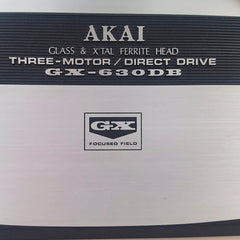 AKAI
GLASS & X'TAL FERRITE HEAD
THREE-MOTOR / DIRECT DRIVE
GX-630DB
GX
FOCUSED FIELD